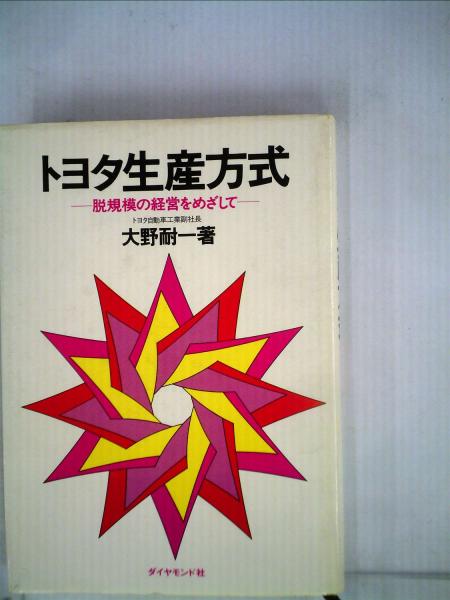 トヨタ生産方式
—脱規模の経営をめざして—
トヨタ自動車工業副社長
大野耐一著
ダイヤモンド社